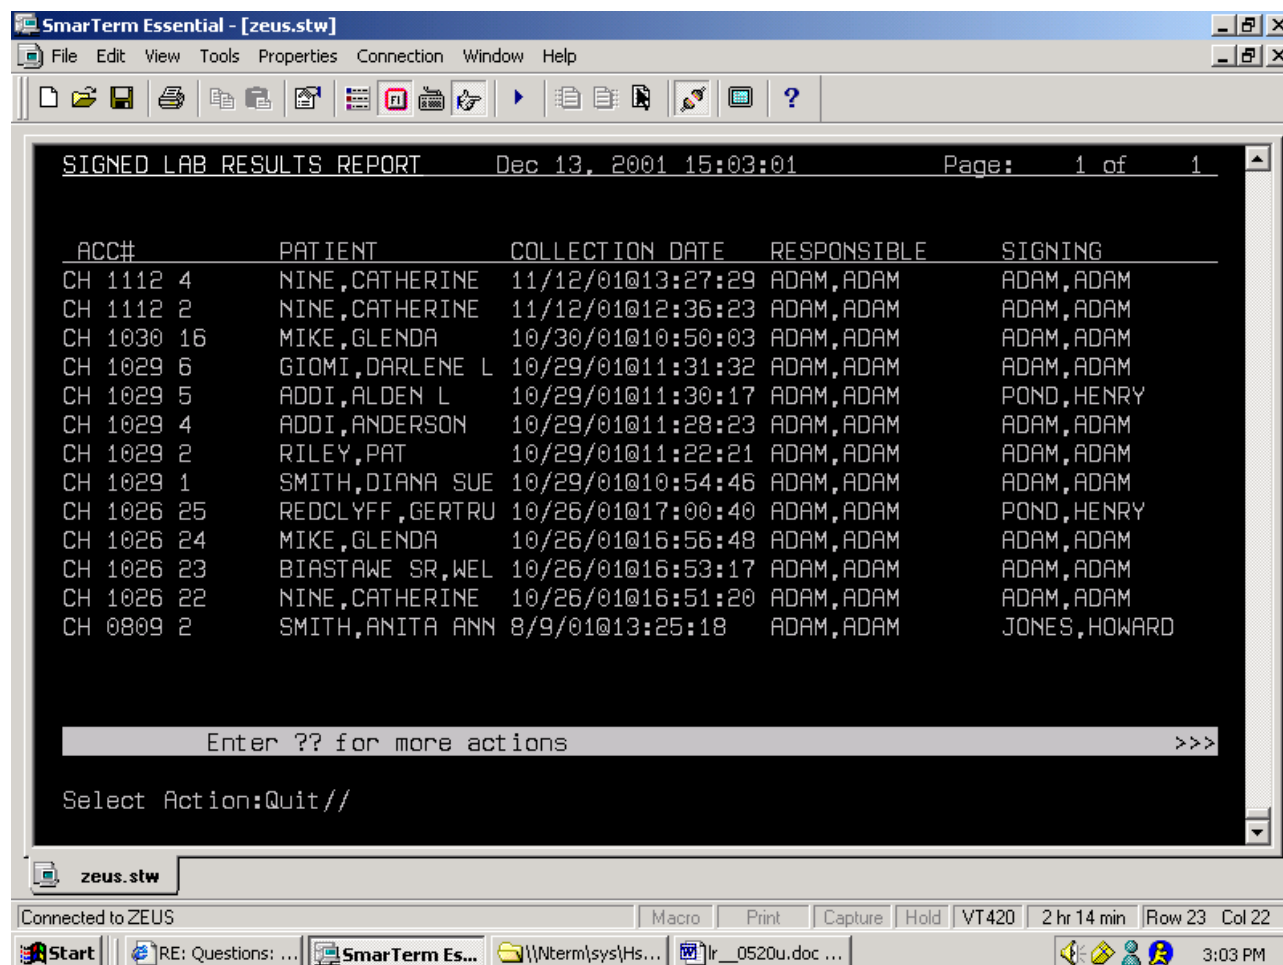 SmarTerm Essential - [zeus.stw]
File Edit View Tools Properties Connection Window Help
SIGNED LAB RESULTS REPORT Dec 13, 2001 15:03:01 Page: 1 of 1
ACC# PATIENT COLLECTION DATE RESPONSIBLE SIGNING
CH 1112 4 NINE,CATHERINE 11/12/01@13:27:29 ADAM,ADAM ADAM,ADAM
CH 1112 2 NINE,CATHERINE 11/12/01@12:36:23 ADAM,ADAM ADAM,ADAM
CH 1030 16 MIKE,GLENDA 10/30/01@10:50:03 ADAM,ADAM ADAM,ADAM
CH 1029 6 GIOMI,DARLENE L 10/29/01@11:31:32 ADAM,ADAM ADAM,ADAM
CH 1029 5 ADDI,ALDEN L 10/29/01@11:30:17 ADAM,ADAM POND,HENRY
CH 1029 4 ADDI,ANDERSON 10/29/01@11:28:23 ADAM,ADAM ADAM,ADAM
CH 1029 2 RILEY,PAT 10/29/01@11:22:21 ADAM,ADAM ADAM,ADAM
CH 1029 1 SMITH,DIANA SUE 10/29/01@10:54:46 ADAM,ADAM ADAM,ADAM
CH 1026 25 REDCLYFF,GERTRU 10/26/01@17:00:40 ADAM,ADAM POND,HENRY
CH 1026 24 MIKE,GLENDA 10/26/01@16:56:48 ADAM,ADAM ADAM,ADAM
CH 1026 23 BIASTAWE SR,WEL 10/26/01@16:53:17 ADAM,ADAM ADAM,ADAM
CH 1026 22 NINE,CATHERINE 10/26/01@16:51:20 ADAM,ADAM ADAM,ADAM
CH 0809 2 SMITH,ANITA ANN 8/9/01@13:25:18 ADAM,ADAM JONES,HOWARD
Enter ?? for more actions >>>
Select Action:Quit//
zeus.stw
Connected to ZEUS Macro Print Capture Hold VT420 2 hr 14 min Row 23 Col 22
Start RE: Questions: ... SmarTerm Es... \\Nterm\sys\Hs... lr__0520u.doc ... 3:03 PM